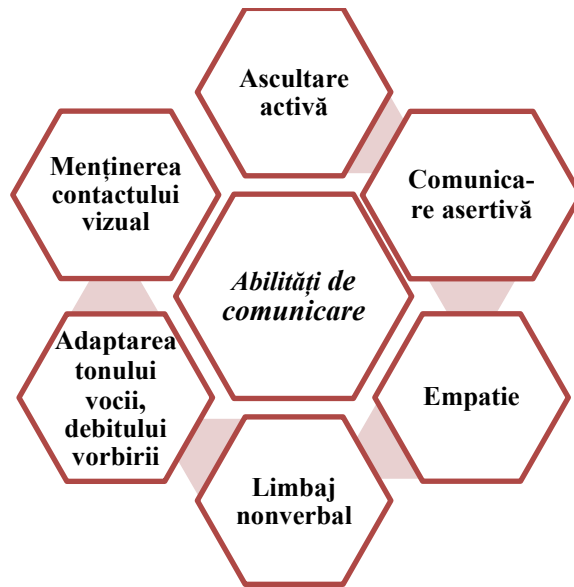 Ascultare
activă
Menținerea
contactului
vizual
Comunica-
re asertivă
Abilități de
comunicare
Adaptarea
tonului
vocii,
debitului
vorbirii
Empatie
Limbaj
nonverbal